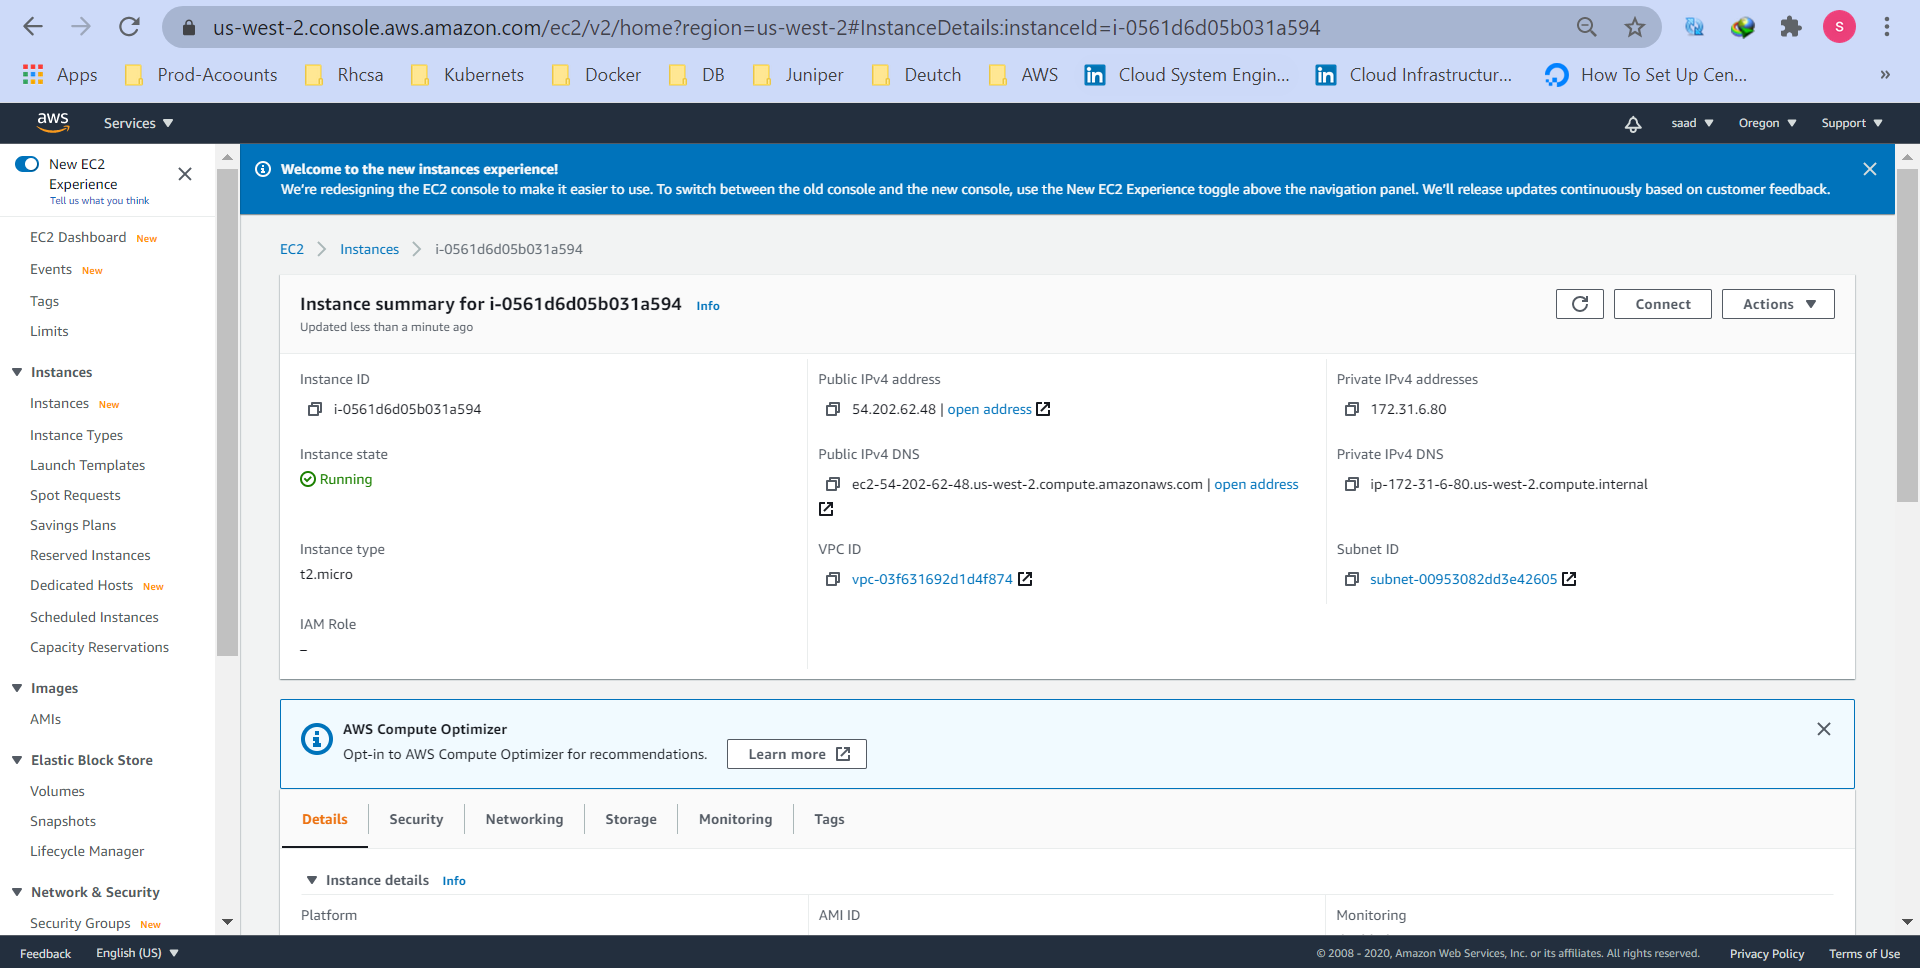 us-west-2.console.aws.amazon.com/ec2/v2/home?region=us-west-2#InstanceDetails:instanceId=i-0561d6d05b031a594
S
Apps
Prod-Acoounts
Rhcsa
Kubernets
Docker
DB
Juniper
Deutch
AWS
in
Cloud System Engin...
in
Cloud Infrastructur...
How To Set Up Cen...
»
aws
Services
saad
Oregon
Support
New EC2
Experience
Tell us what you think
EC2 Dashboard New
Events New
Tags
Limits
Instances
Instances New
Instance Types
Launch Templates
Spot Requests
Savings Plans
Reserved Instances
Dedicated Hosts New
Scheduled Instances
Capacity Reservations
Images
AMIs
Elastic Block Store
Volumes
Snapshots
Lifecycle Manager
Network & Security
Security Groups New
Welcome to the new instances experience!
We're redesigning the EC2 console to make it easier to use. To switch between the old console and the new console, use the New EC2 Experience toggle above the navigation panel. We'll release updates continuously based on customer feedback.
EC2 > Instances > i-0561d6d05b031a594
Instance summary for i-0561d6d05b031a594 Info
Updated less than a minute ago
Connect
Actions
Instance ID
i-0561d6d05b031a594
Public IPv4 address
54.202.62.48 | open address
Private IPv4 addresses
172.31.6.80
Instance state
Running
Public IPv4 DNS
ec2-54-202-62-48.us-west-2.compute.amazonaws.com | open address
Private IPv4 DNS
ip-172-31-6-80.us-west-2.compute.internal
Instance type
t2.micro
VPC ID
vpc-03f631692d1d4f874
Subnet ID
subnet-00953082dd3e42605
IAM Role
–
AWS Compute Optimizer
Opt-in to AWS Compute Optimizer for recommendations.
Learn more
Details
Security
Networking
Storage
Monitoring
Tags
Instance details Info
Platform
AMI ID
Monitoring
Feedback
English (US)
© 2008 - 2020, Amazon Web Services, Inc. or its affiliates. All rights reserved.
Privacy Policy
Terms of Use